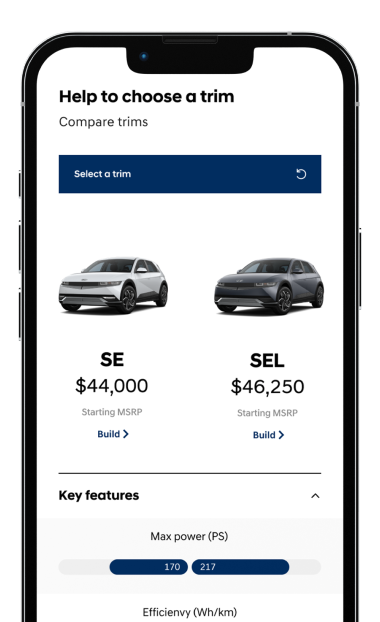 Help to choose a trim
Compare trims
Select a trim
SE
$44,000
Starting MSRP
Build
SEL
$46,250
Starting MSRP
Build
Key features
Max power (PS)
170 217
Efficienvy (Wh/km)